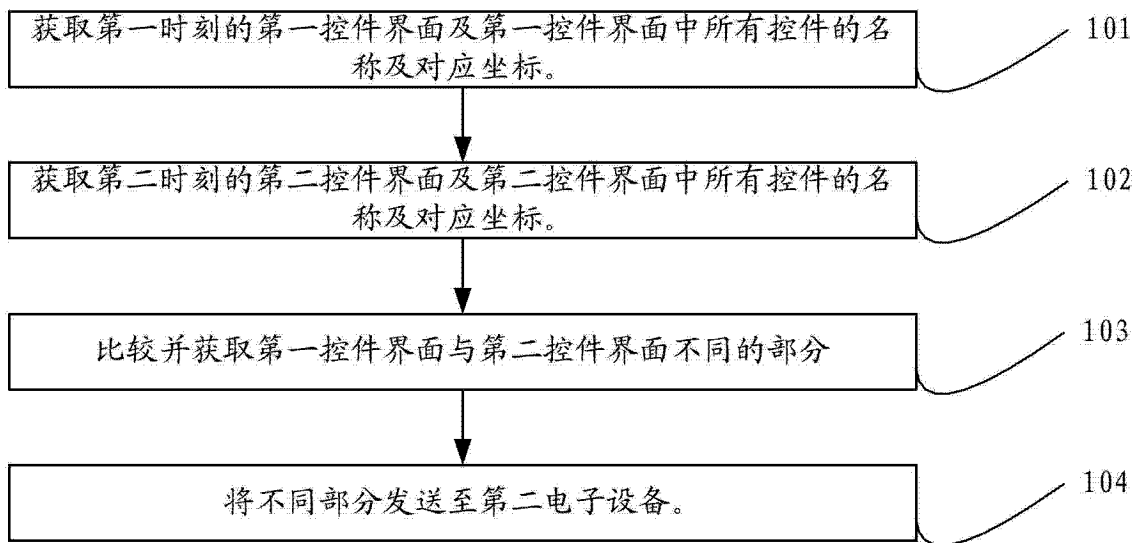 获取第一时刻的第一控件界面及第一控件界面中所有控件的名
称及对应坐标。
101
获取第二时刻的第二控件界面及第二控件界面中所有控件的名
称及对应坐标。
102
比较并获取第一控件界面与第二控件界面不同的部分
103
将不同部分发送至第二电子设备。
104